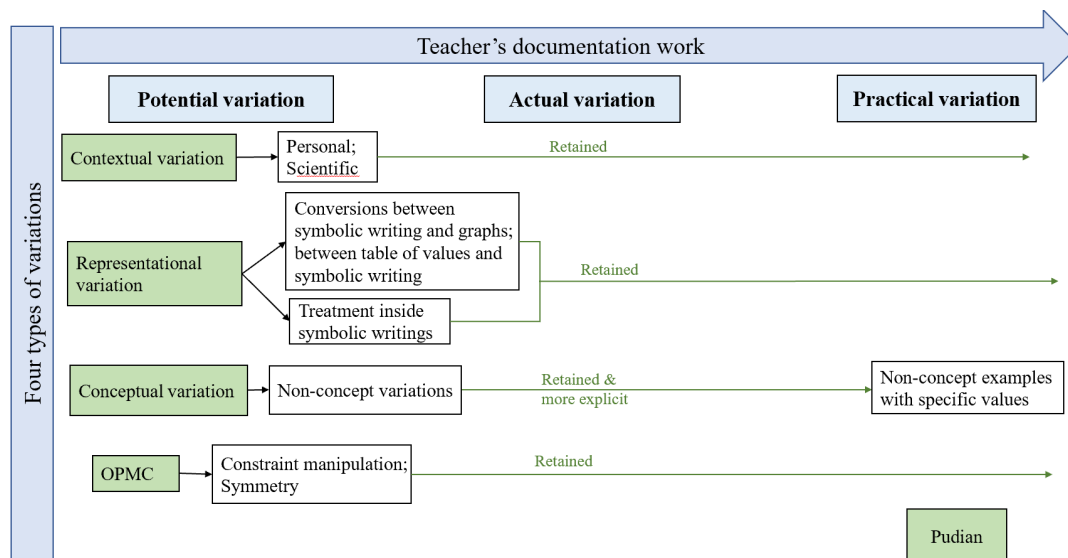 Teacher's documentation work
Four types of variations
Potential variation
Actual variation
Practical variation
Contextual variation
Personal;
Scientific
Retained
Representational
variation
Conversions between
symbolic writing and graphs;
between table of values and
symbolic writing
Treatment inside
symbolic writings
Retained
Conceptual variation
Non-concept variations
Retained &
more explicit
Non-concept examples
with specific values
OPMC
Constraint manipulation;
Symmetry
Retained
Pudian